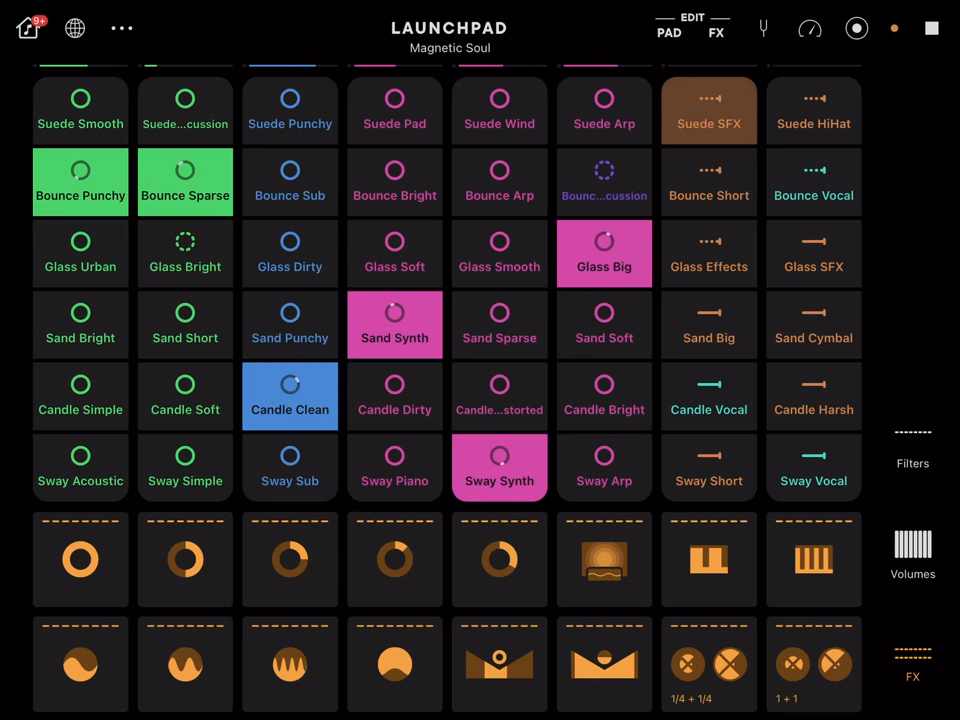 9+
LAUNCHPAD
Magnetic Soul
EDIT
PAD FX
Suede Smooth Suede...cussion Suede Punchy Suede Pad Suede Wind Suede Arp Suede SFX Suede HiHat
Bounce Punchy Bounce Sparse Bounce Sub Bounce Bright Bounce Arp Bounc...cussion Bounce Short Bounce Vocal
Glass Urban Glass Bright Glass Dirty Glass Soft Glass Smooth Glass Big Glass Effects Glass SFX
Sand Bright Sand Short Sand Punchy Sand Synth Sand Sparse Sand Soft Sand Big Sand Cymbal
Candle Simple Candle Soft Candle Clean Candle Dirty Candle...storted Candle Bright Candle Vocal Candle Harsh
Sway Acoustic Sway Simple Sway Sub Sway Piano Sway Synth Sway Arp Sway Short Sway Vocal
Filters
Volumes
FX
1/4 + 1/4 1 + 1